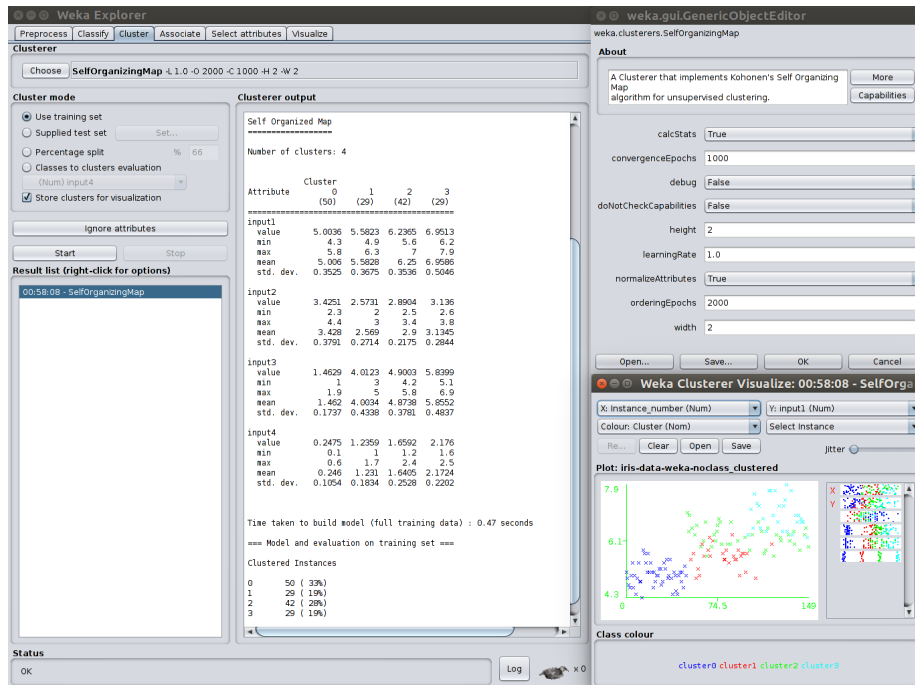 Weka Explorer
Preprocess Classify Cluster Associate Select attributes Visualize
Clusterer
Choose SelfOrganizingMap -L 1.0 -O 2000 -C 1000 -H 2 -W 2
Cluster mode
Use training set
Supplied test set Set...
Percentage split % 66
Classes to clusters evaluation
(Num) input4
Store clusters for visualization
Ignore attributes
Start Stop
Result list (right-click for options)
00:58:08 - SelfOrganizingMap
Clusterer output
Self Organized Map
==================
Number of clusters: 4
Cluster
Attribute 0 1 2 3
(50) (29) (42) (29)
==============================================
input1
value 5.0036 5.5823 6.2365 6.9513
min 4.3 4.9 5.6 6.2
max 5.8 6.3 7 7.9
mean 5.006 5.5828 6.25 6.9586
std. dev. 0.3525 0.3675 0.3536 0.5046
input2
value 3.4251 2.5731 2.8904 3.136
min 2.3 2 2.5 2.6
max 4.4 3 3.4 3.8
mean 3.428 2.569 2.9 3.1345
std. dev. 0.3791 0.2714 0.2175 0.2844
input3
value 1.4629 4.0123 4.9003 5.8399
min 1 3 4.2 5.1
max 1.9 5 5.8 6.9
mean 1.462 4.0034 4.8738 5.8552
std. dev. 0.1737 0.4338 0.3781 0.4837
input4
value 0.2475 1.2359 1.6592 2.176
min 0.1 1 1.2 1.6
max 0.6 1.7 2.4 2.5
mean 0.246 1.231 1.6405 2.1724
std. dev. 0.1054 0.1834 0.2528 0.2202
Time taken to build model (full training data) : 0.47 seconds
=== Model and evaluation on training set ===
Clustered Instances
0 50 ( 33%)
1 29 ( 19%)
2 42 ( 28%)
3 29 ( 19%)
Status
OK
Log x 0
weka.gui.GenericObjectEditor
weka.clusterers.SelfOrganizingMap
About
A Clusterer that implements Kohonen's Self Organizing
Map
algorithm for unsupervised clustering.
More
Capabilities
calcStats True
convergenceEpochs 1000
debug False
doNotCheckCapabilities False
height 2
learningRate 1.0
normalizeAttributes True
orderingEpochs 2000
width 2
Open... Save... OK Cancel
Weka Clusterer Visualize: 00:58:08 - SelfOrga
X: Instance_number (Num) Y: input1 (Num)
Colour: Cluster (Nom) Select Instance
Re... Clear Open Save Jitter
Plot: iris-data-weka-noclass_clustered
7.9
6.1
4.3
0 74.5 149
X
Y
Class colour
cluster0 cluster1 cluster2 cluster3